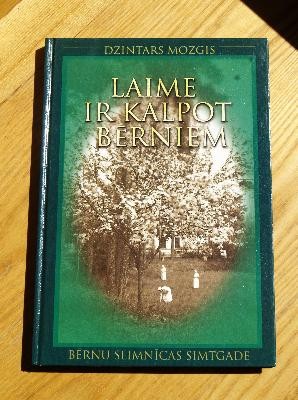 DZINTARS MOZGIS
LAIME
IR KALPOT
BĒRNIEM
BĒRNU SLIMNĪCAS SIMTGADE